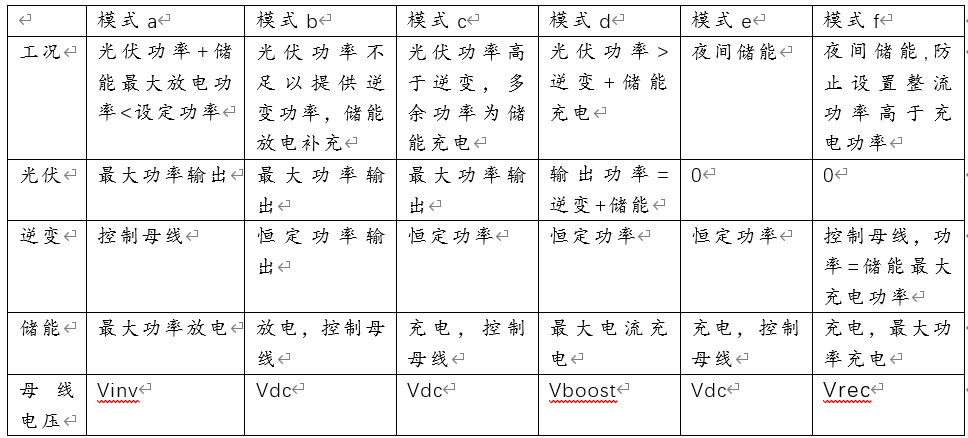 模式 a 模式 b 模式 c 模式 d 模式 e 模式 f
工况 光伏功率+储 光伏功率不 光伏功率高 光伏功率> 夜间储能 夜间储能,防
能最大放电功 足以提供逆 于逆变，多 逆变+储能 止设置整流
率<设定功率 变功率，储能 余功率为储 充电 功率高于充
放电补充 能充电 电功率
光伏 最大功率输出 最大功率输 最大功率输 输出功率= 0 0
出 出 逆变+储能
逆变 控制母线 恒定功率输 恒定功率 恒定功率 恒定功率 控制母线，功
出 率=储能最大
充电功率
储能 最大功率放电 放电，控制母 充电，控制 最大电流充 充电，控制 充电，最大功
线 母线 电 母线 率充电
母线 Vinv Vdc Vdc Vboost Vdc Vrec
电压